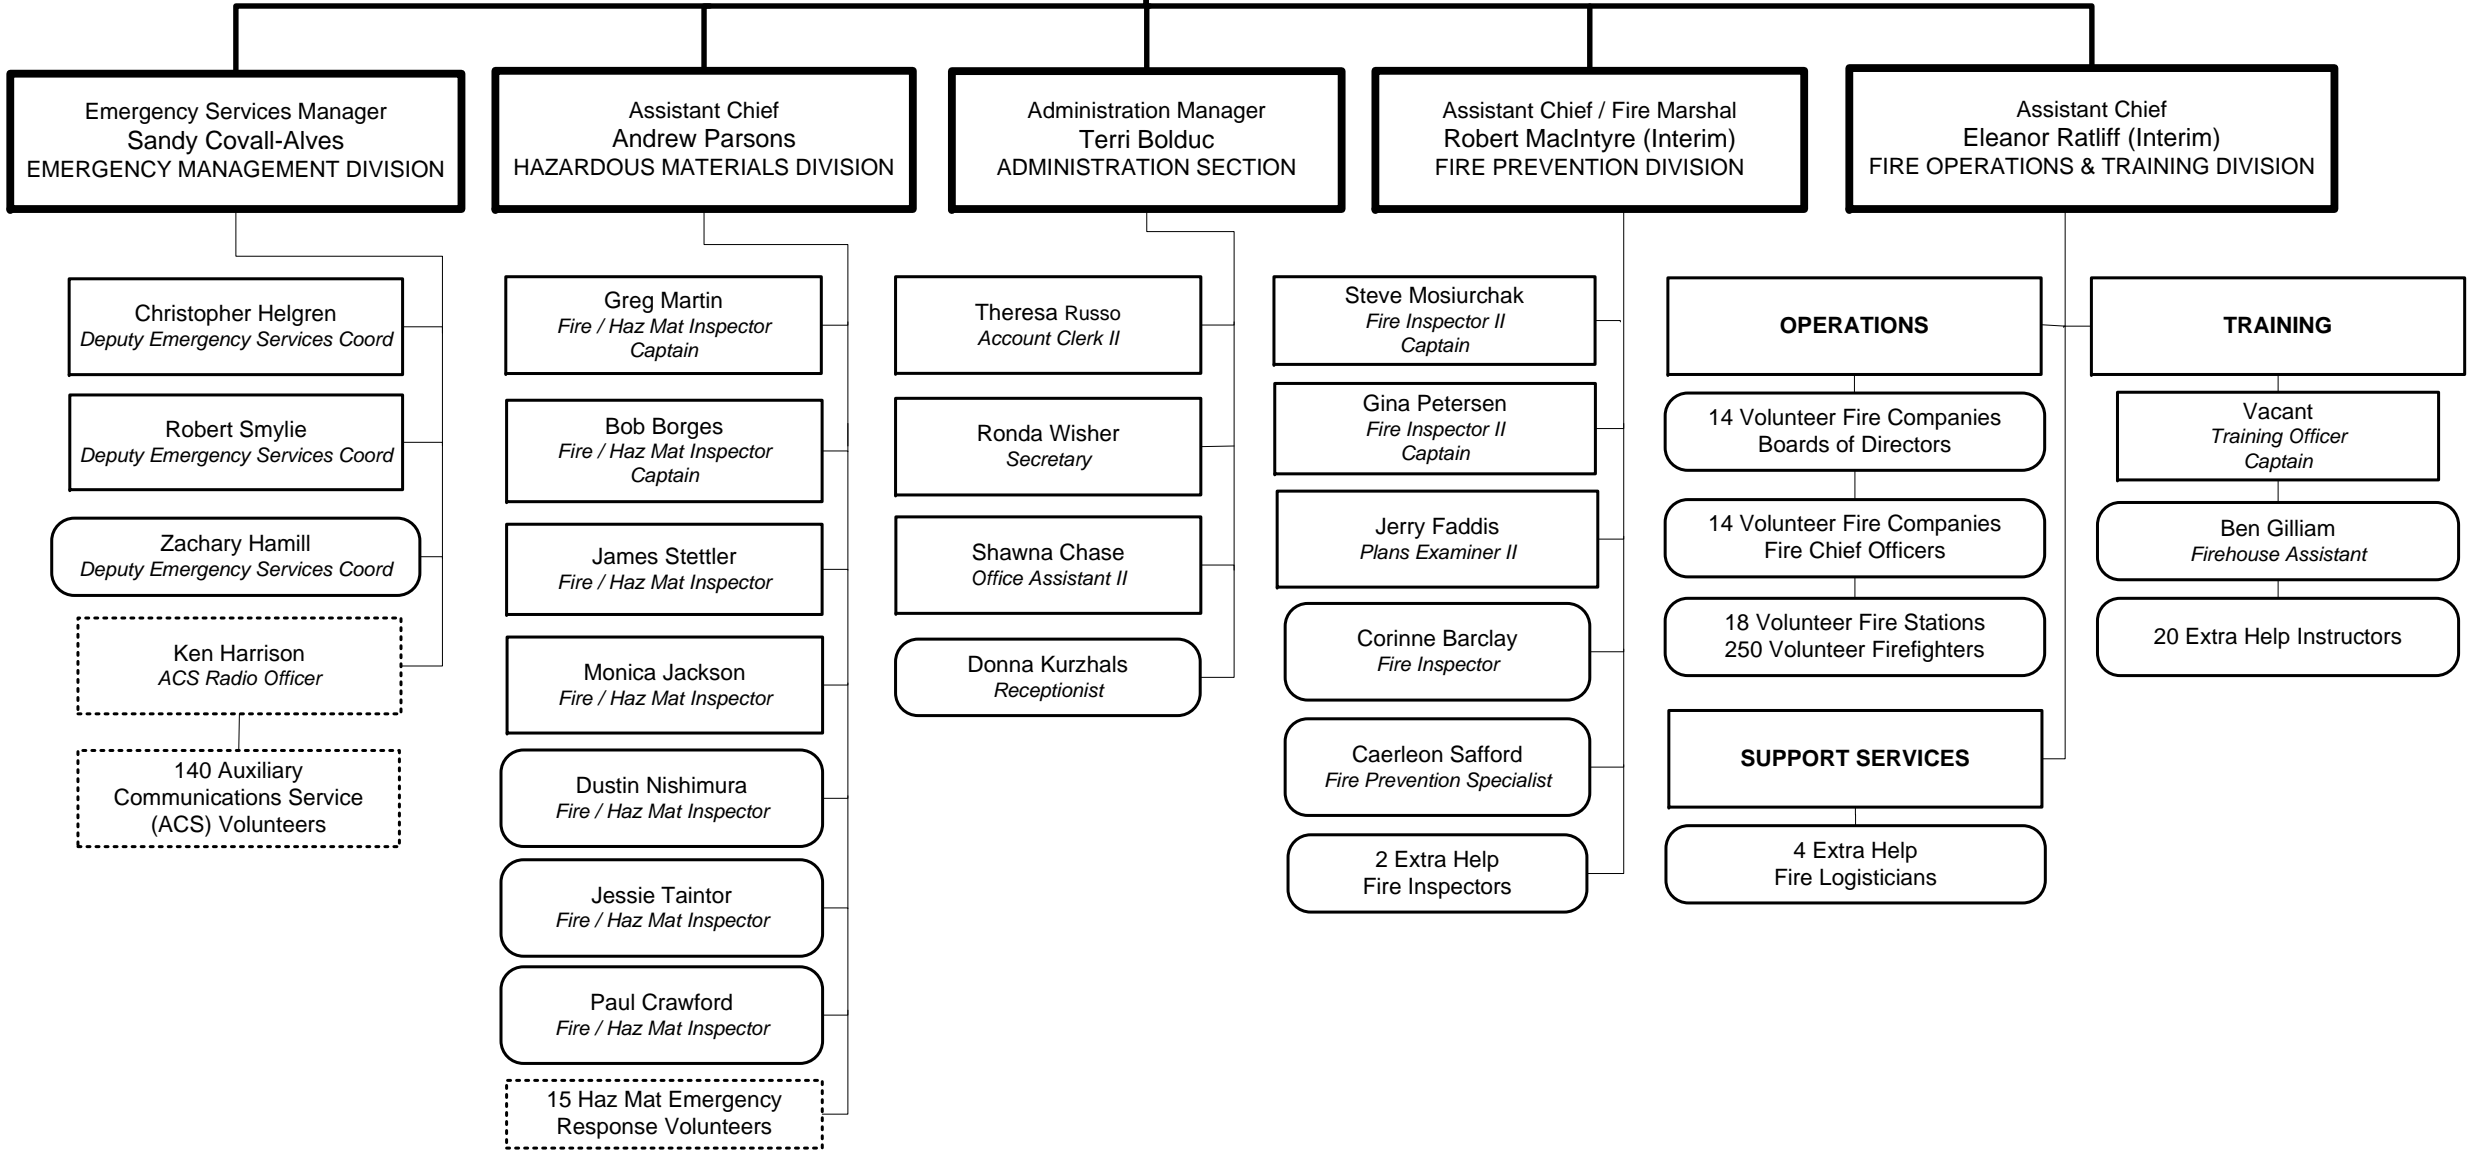 Emergency Services Manager
Sandy Covall-Alves
EMERGENCY MANAGEMENT DIVISION
Assistant Chief
Andrew Parsons
HAZARDOUS MATERIALS DIVISION
Administration Manager
Terri Bolduc
ADMINISTRATION SECTION
Assistant Chief / Fire Marshal
Robert MacIntyre (Interim)
FIRE PREVENTION DIVISION
Assistant Chief
Eleanor Ratliff (Interim)
FIRE OPERATIONS & TRAINING DIVISION
Christopher Helgren
Deputy Emergency Services Coord
Robert Smylie
Deputy Emergency Services Coord
Zachary Hamill
Deputy Emergency Services Coord
Ken Harrison
ACS Radio Officer
140 Auxiliary
Communications Service
(ACS) Volunteers
Greg Martin
Fire / Haz Mat Inspector
Captain
Bob Borges
Fire / Haz Mat Inspector
Captain
James Stettler
Fire / Haz Mat Inspector
Monica Jackson
Fire / Haz Mat Inspector
Dustin Nishimura
Fire / Haz Mat Inspector
Jessie Taintor
Fire / Haz Mat Inspector
Paul Crawford
Fire / Haz Mat Inspector
15 Haz Mat Emergency
Response Volunteers
Theresa Russo
Account Clerk II
Ronda Wisher
Secretary
Shawna Chase
Office Assistant II
Donna Kurzhals
Receptionist
Steve Mosiurchak
Fire Inspector II
Captain
Gina Petersen
Fire Inspector II
Captain
Jerry Faddis
Plans Examiner II
Corinne Barclay
Fire Inspector
Caerleon Safford
Fire Prevention Specialist
2 Extra Help
Fire Inspectors
OPERATIONS
14 Volunteer Fire Companies
Boards of Directors
14 Volunteer Fire Companies
Fire Chief Officers
18 Volunteer Fire Stations
250 Volunteer Firefighters
SUPPORT SERVICES
4 Extra Help
Fire Logisticians
TRAINING
Vacant
Training Officer
Captain
Ben Gilliam
Firehouse Assistant
20 Extra Help Instructors